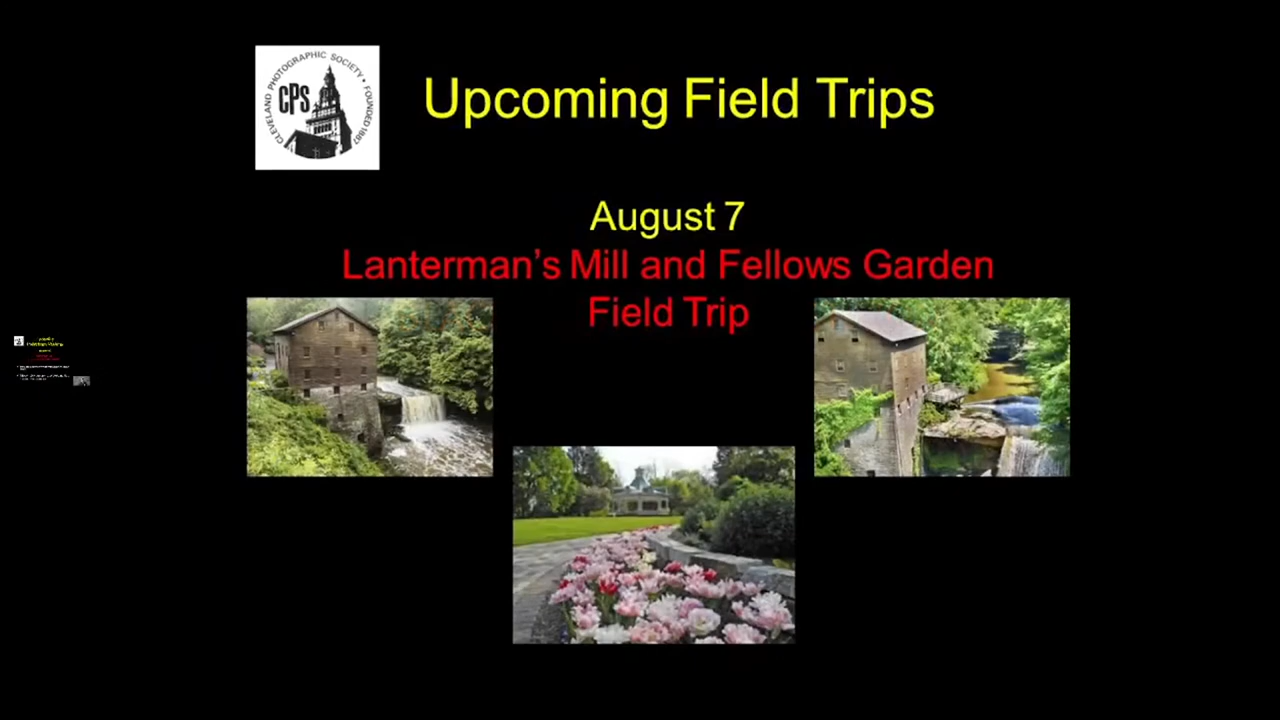 CLEVELAND PHOTOGRAPHIC SOCIETY • FOUNDED 1887
CPS
Upcoming Field Trips
August 7
Lanterman’s Mill and Fellows Garden
Field Trip